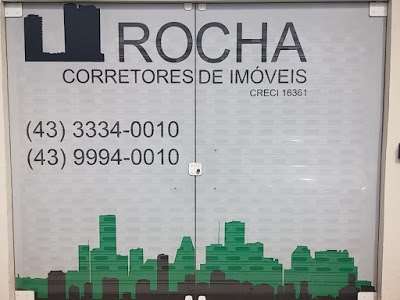 ROCHA
CORRETORES DE IMÓVEIS
CRECI 16361
(43) 3334-0010
(43) 9994-0010